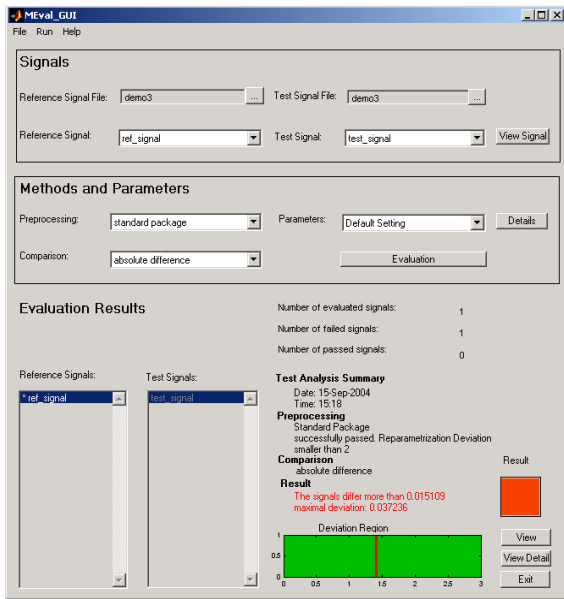 MEval_GUI
File Run Help
Signals
Reference Signal File: demo3 ... Test Signal File: demo3 ...
Reference Signal: ref_signal Test Signal: test_signal View Signal
Methods and Parameters
Preprocessing: standard package Parameters: Default Setting Details
Comparison: absolute difference Evaluation
Evaluation Results
Number of evaluated signals: 1
Number of failed signals: 1
Number of passed signals: 0
Reference Signals: Test Signals:
* ref_signal test_signal
Test Analysis Summary
Date: 15-Sep-2004
Time: 15:18
Preprocessing
Standard Package
successfully passed. Reparametrization Deviation
smaller than 2
Comparison
absolute difference
Result
The signals differ more than 0.015109
maximal deviation: 0.037236
Result
Deviation Region
1
0.5
0
0 0.5 1 1.5 2 2.5 3
View
View Detail
Exit